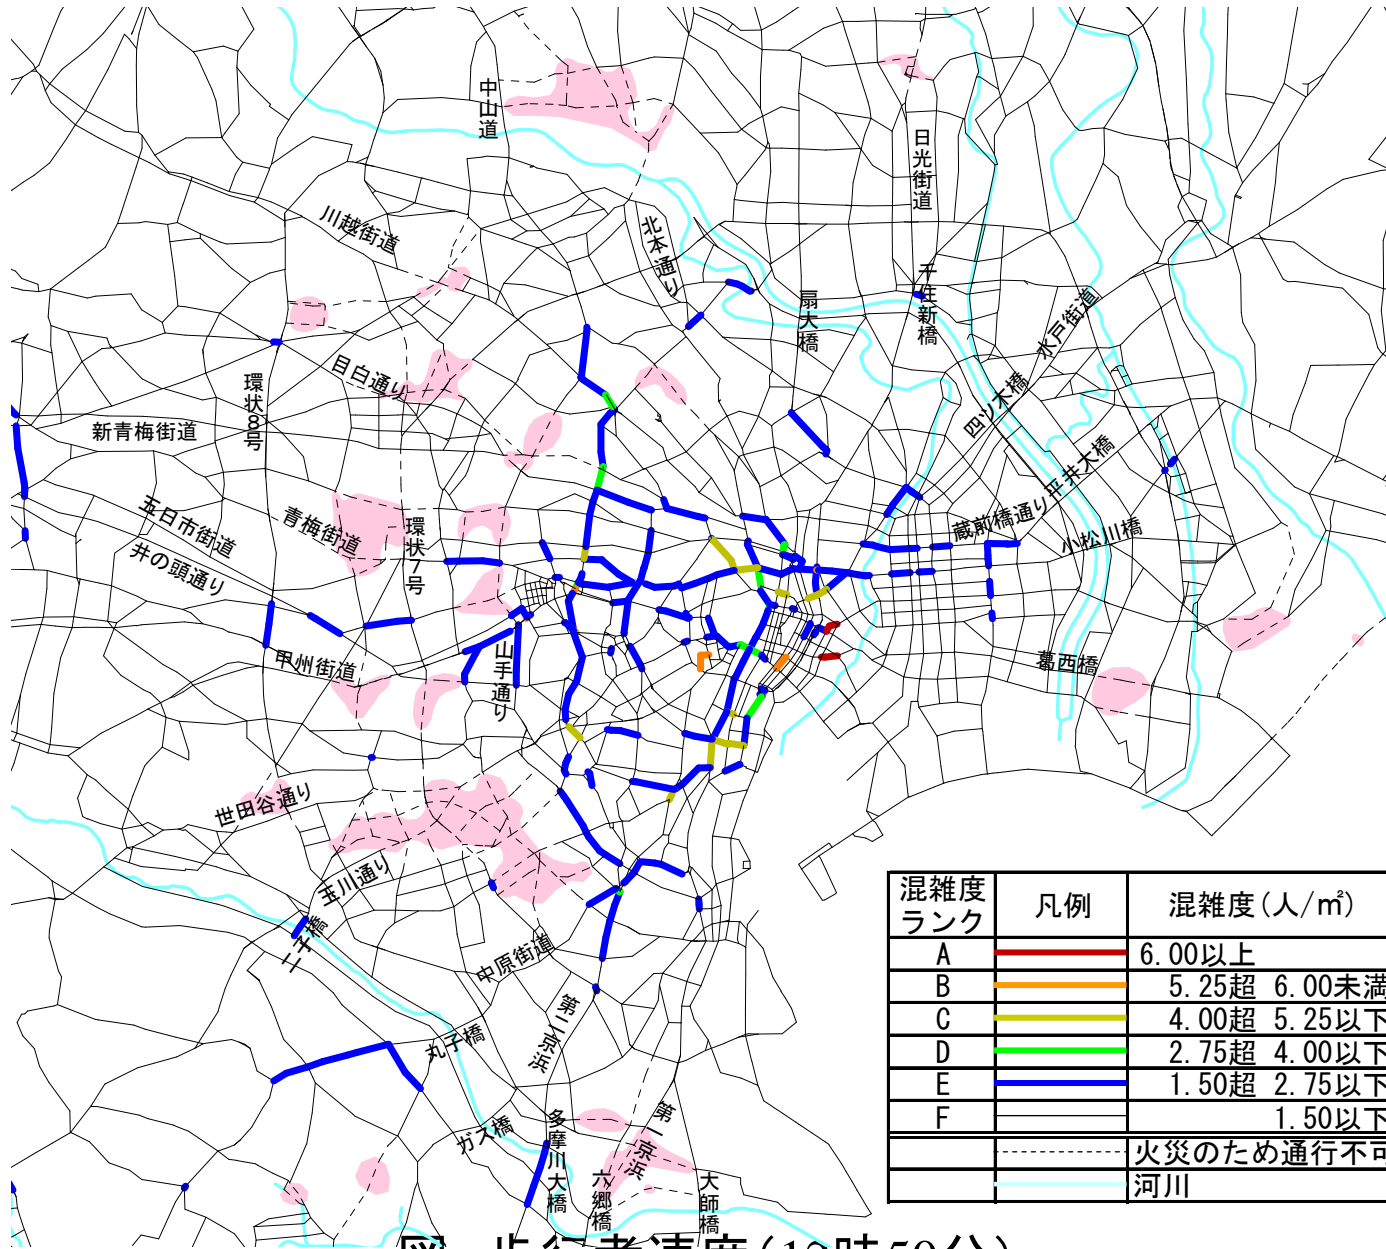 中山道
日光街道
川越街道
北本通り
千住新橋
扇大橋
水戸街道
目白通り
環状8号
四ツ木橋
新青梅街道
平井大橋
五日市街道
青梅街道
環状7号
蔵前橋通り
小松川橋
井の頭通り
甲州街道
山手通り
葛西橋
世田谷通り
玉川通り
二子橋
中原街道
第二京浜
丸子橋
ガス橋
多摩川大橋
第一京浜
六郷橋
大師橋
混雑度ランク 凡例 混雑度(人/㎡)
A 6.00以上
B 5.25超 6.00未満
C 4.00超 5.25以下
D 2.75超 4.00以下
E 1.50超 2.75以下
F 1.50以下
火災のため通行不可
河川